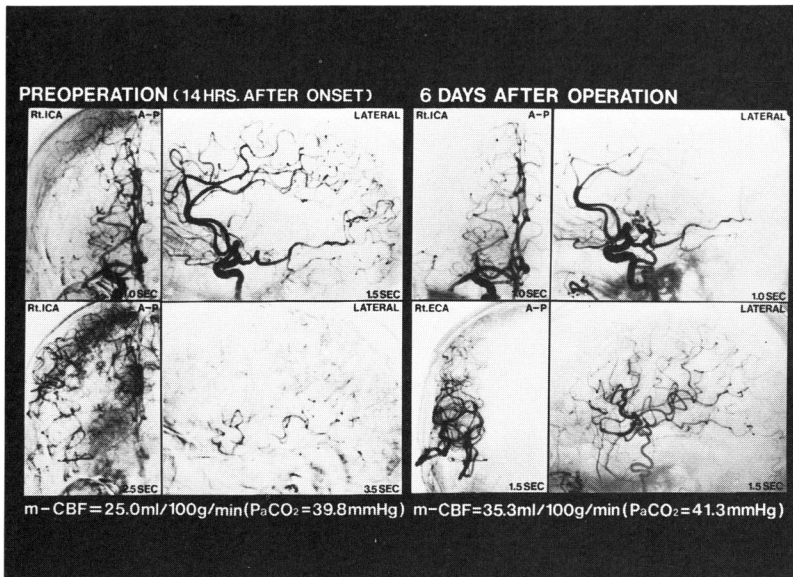 PREOPERATION (14 HRS. AFTER ONSET)
Rt.ICA A-P
1.0 SEC
LATERAL
1.5 SEC
Rt.ICA A-P
2.5 SEC
LATERAL
3.5 SEC
m-CBF=25.0ml/100g/min(PaCO₂=39.8mmHg)
6 DAYS AFTER OPERATION
Rt.ICA A-P
1.0 SEC
LATERAL
1.0 SEC
Rt.ECA A-P
1.5 SEC
LATERAL
1.5 SEC
m-CBF=35.3ml/100g/min(PaCO₂=41.3mmHg)